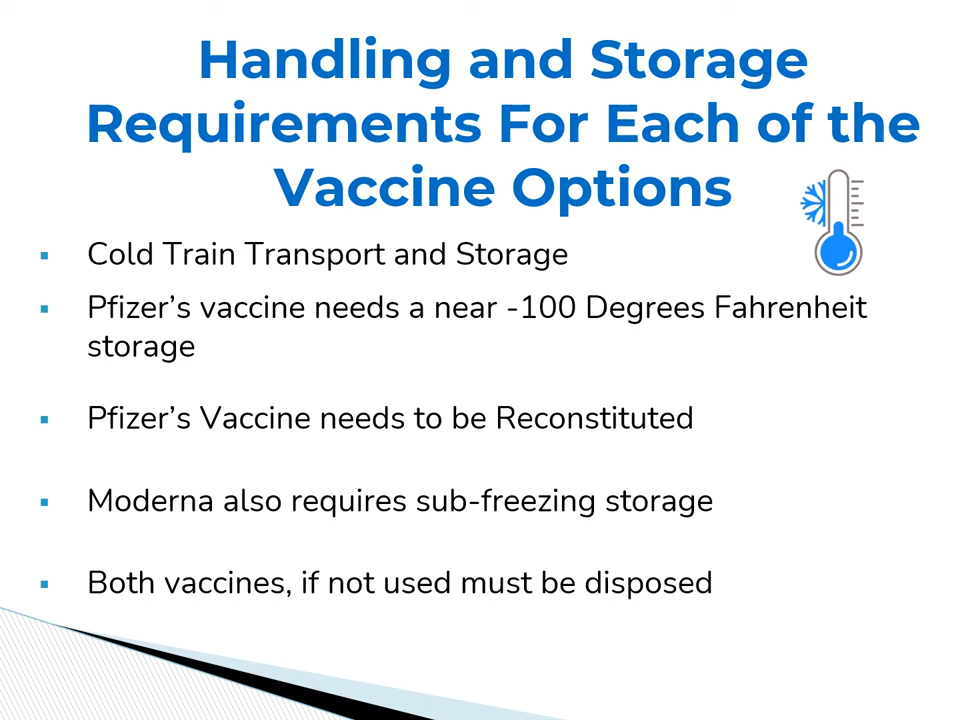 Handling and Storage
Requirements For Each of the
Vaccine Options
Cold Train Transport and Storage
Pfizer’s vaccine needs a near -100 Degrees Fahrenheit
storage
Pfizer’s Vaccine needs to be Reconstituted
Moderna also requires sub-freezing storage
Both vaccines, if not used must be disposed